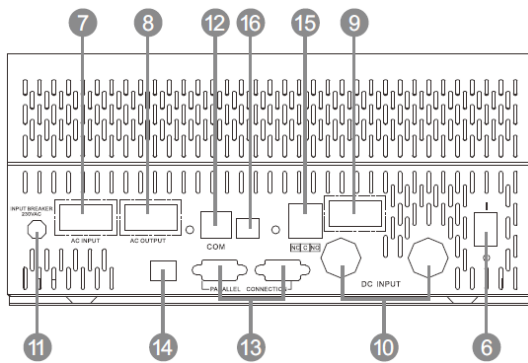 7 8 12 16 15 9
INPUT BREAKER
230VAC
AC INPUT
AC OUTPUT
COM
NC C NO
PARALLEL
CONNECTION
DC INPUT
11 14 13 10 6